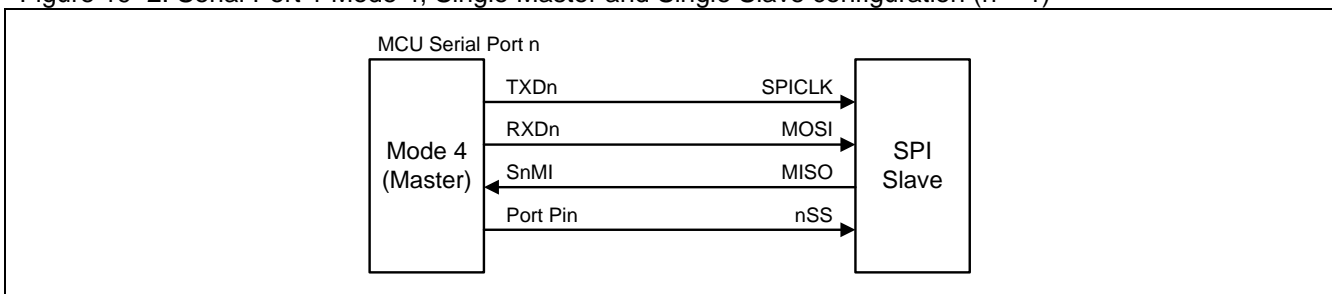 MCU Serial Port n
TXDn SPICLK
RXDn MOSI
Mode 4
(Master)
SPI
Slave
SnMI MISO
Port Pin nSS